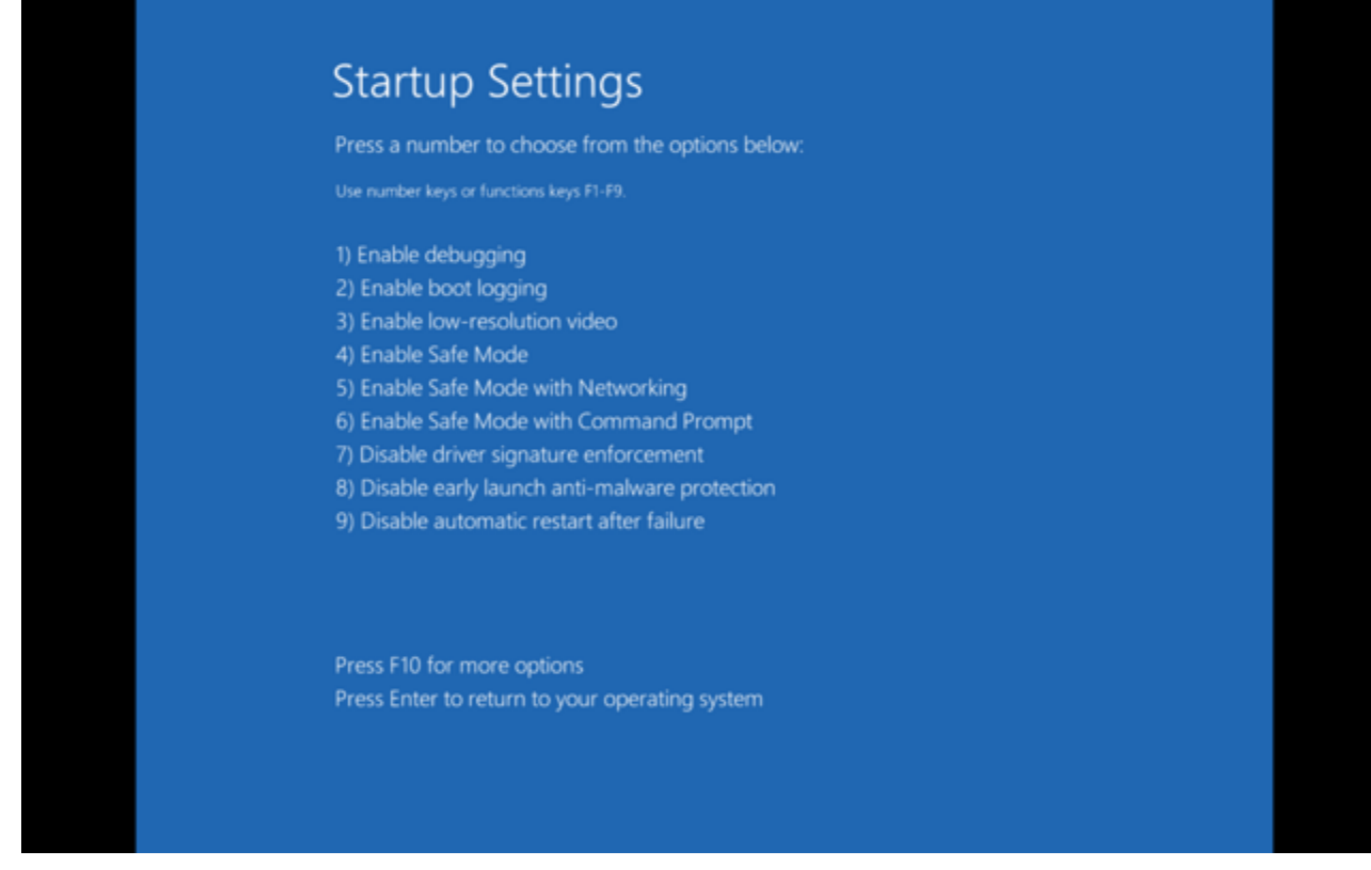 Startup Settings
Press a number to choose from the options below:
Use number keys or functions keys F1-F9.
1) Enable debugging
2) Enable boot logging
3) Enable low-resolution video
4) Enable Safe Mode
5) Enable Safe Mode with Networking
6) Enable Safe Mode with Command Prompt
7) Disable driver signature enforcement
8) Disable early launch anti-malware protection
9) Disable automatic restart after failure
Press F10 for more options
Press Enter to return to your operating system